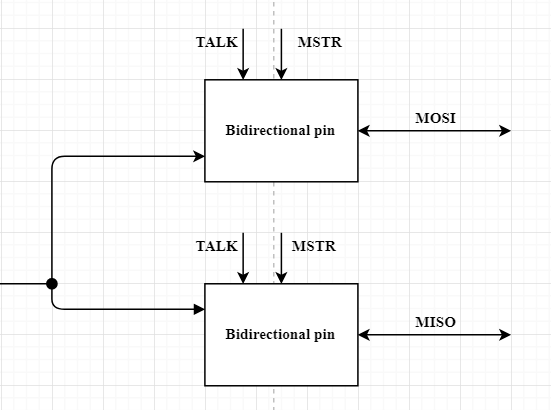 TALK MSTR
Bidirectional pin
MOSI
TALK MSTR
Bidirectional pin
MISO